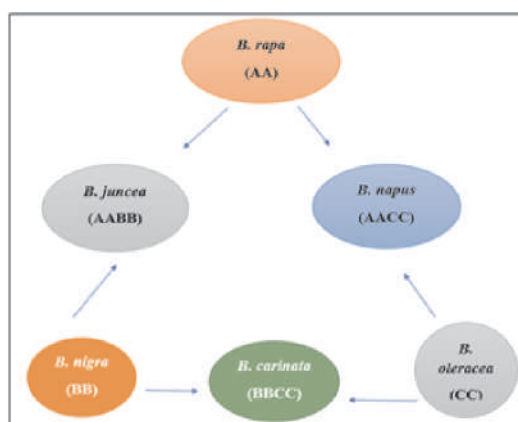 B. rapa
(AA)
B. juncea
(AABB)
B. napus
(AACC)
B. nigra
(BB)
B. carinata
(BBCC)
B.
oleracea
(CC)